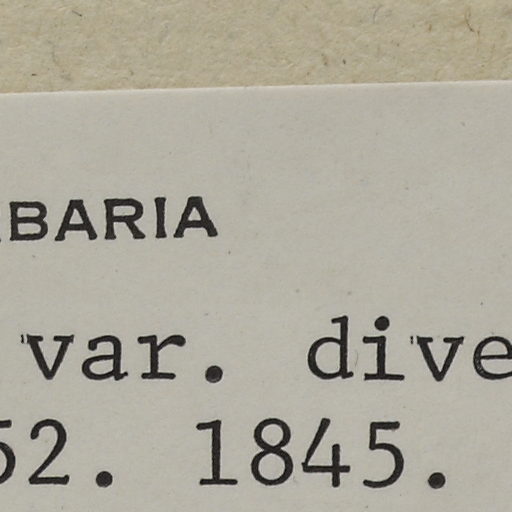 BARIA
var. dive
52. 1845.